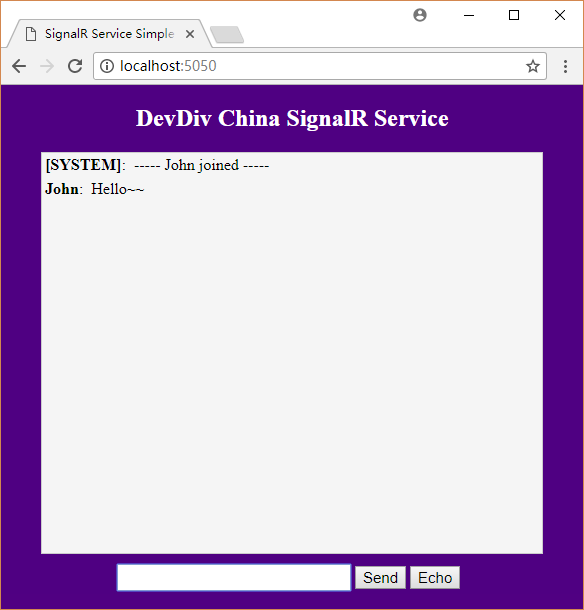 SignalR Service Simple
localhost:5050
DevDiv China SignalR Service
[SYSTEM]: ----- John joined -----
John: Hello~~
Send Echo